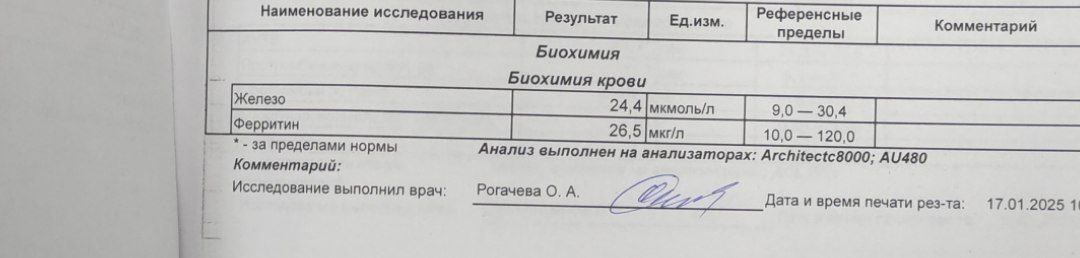 Наименование исследования Результат Ед.изм. Референсные пределы Комментарий
Биохимия
Биохимия крови
Железо 24,4 мкмоль/л 9,0 — 30,4
Ферритин 26,5 мкг/л 10,0 — 120,0
* - за пределами нормы
Анализ выполнен на анализаторах: Architectc8000; AU480
Комментарий:
Исследование выполнил врач: Рогачева О. А.
Дата и время печати рез-та: 17.01.2025